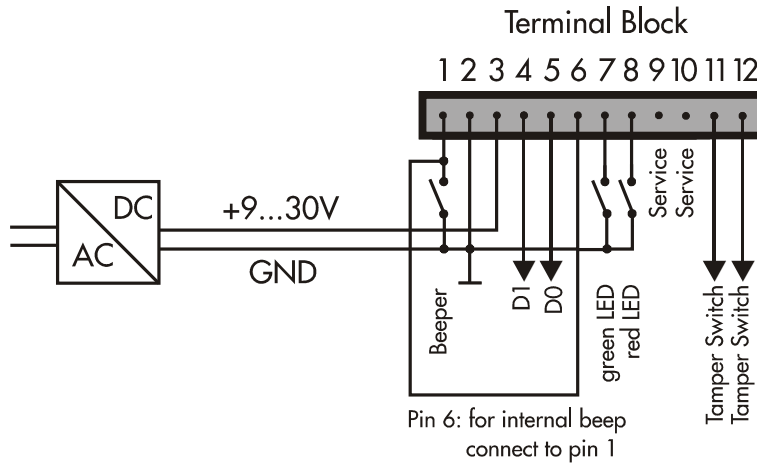 Terminal Block
1 2 3 4 5 6 7 8 9 10 11 12
DC
AC
+9...30V
GND
Beeper
D1
D0
green LED
red LED
Service
Service
Tamper Switch
Tamper Switch
Pin 6: for internal beep
connect to pin 1